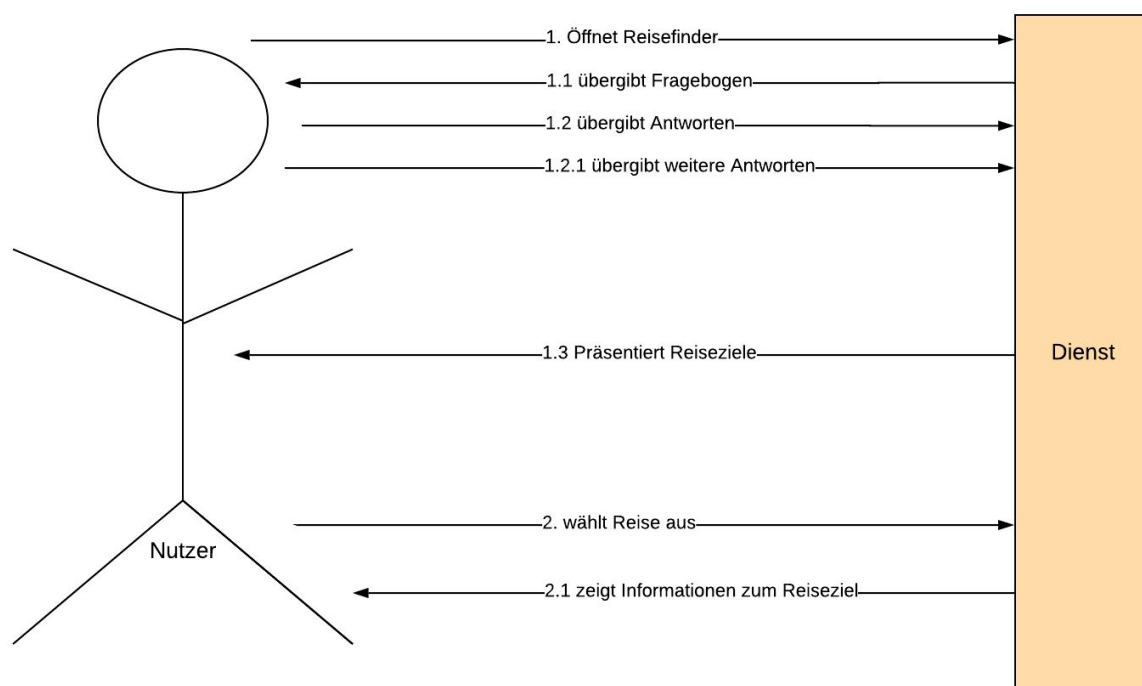 1. Öffnet Reisefinder
1.1 übergibt Fragebogen
1.2 übergibt Antworten
1.2.1 übergibt weitere Antworten
1.3 Präsentiert Reiseziele
Dienst
2. wählt Reise aus
Nutzer
2.1 zeigt Informationen zum Reiseziel